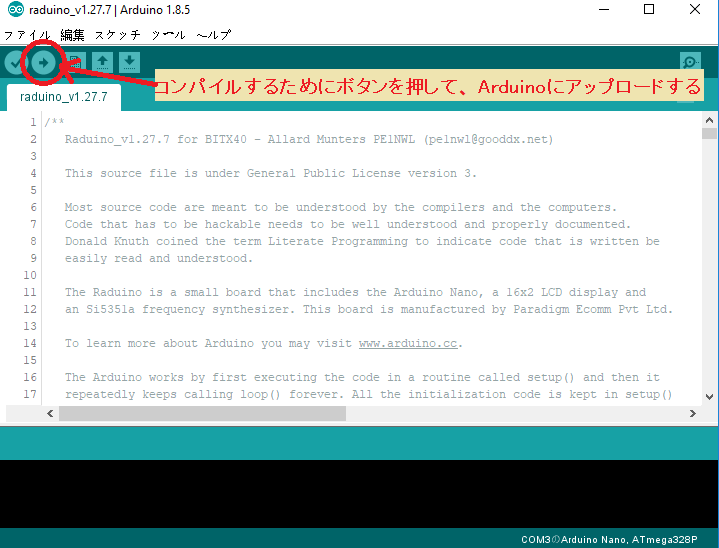 raduino_v1.27.7 | Arduino 1.8.5
ファイル 編集 スケッチ ツール ヘルプ
コンパイルするためにボタンを押して、Arduinoにアップロードする
raduino_v1.27.7
1 /**
2 Raduino_v1.27.7 for BITX40 - Allard Munters PE1NWL (pe1nwl@gooddx.net)
3
4 This source file is under General Public License version 3.
5
6 Most source code are meant to be understood by the compilers and the computers.
7 Code that has to be hackable needs to be well understood and properly documented.
8 Donald Knuth coined the term Literate Programming to indicate code that is written be
9 easily read and understood.
10
11 The Raduino is a small board that includes the Arduino Nano, a 16x2 LCD display and
12 an Si5351a frequency synthesizer. This board is manufactured by Paradigm Ecomm Pvt Ltd.
13
14 To learn more about Arduino you may visit www.arduino.cc.
15
16 The Arduino works by first executing the code in a routine called setup() and then it
17 repeatedly keeps calling loop() forever. All the initialization code is kept in setup()
COM3のArduino Nano, ATmega328P